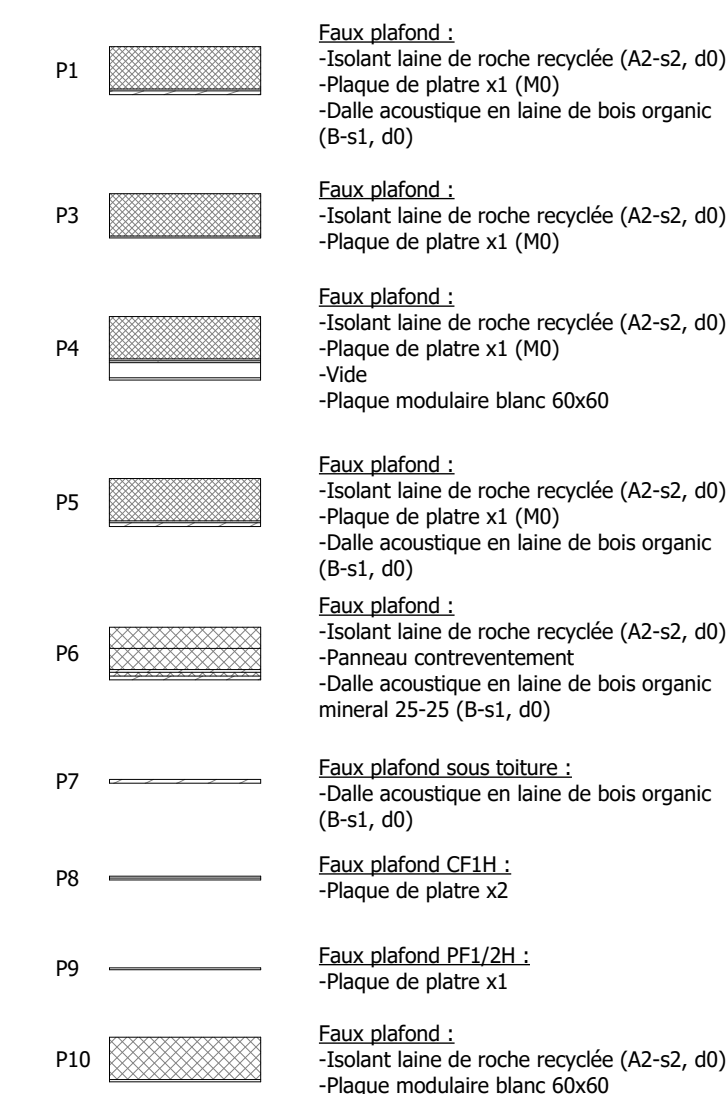 P1
Faux plafond :
-Isolant laine de roche recyclée (A2-s2, d0)
-Plaque de platre x1 (M0)
-Dalle acoustique en laine de bois organic
(B-s1, d0)
P3
Faux plafond :
-Isolant laine de roche recyclée (A2-s2, d0)
-Plaque de platre x1 (M0)
P4
Faux plafond :
-Isolant laine de roche recyclée (A2-s2, d0)
-Plaque de platre x1 (M0)
-Vide
-Plaque modulaire blanc 60x60
P5
Faux plafond :
-Isolant laine de roche recyclée (A2-s2, d0)
-Plaque de platre x1 (M0)
-Dalle acoustique en laine de bois organic
(B-s1, d0)
P6
Faux plafond :
-Isolant laine de roche recyclée (A2-s2, d0)
-Panneau contreventement
-Dalle acoustique en laine de bois organic
mineral 25-25 (B-s1, d0)
P7
Faux plafond sous toiture :
-Dalle acoustique en laine de bois organic
(B-s1, d0)
P8
Faux plafond CF1H :
-Plaque de platre x2
P9
Faux plafond PF1/2H :
-Plaque de platre x1
P10
Faux plafond :
-Isolant laine de roche recyclée (A2-s2, d0)
-Plaque modulaire blanc 60x60